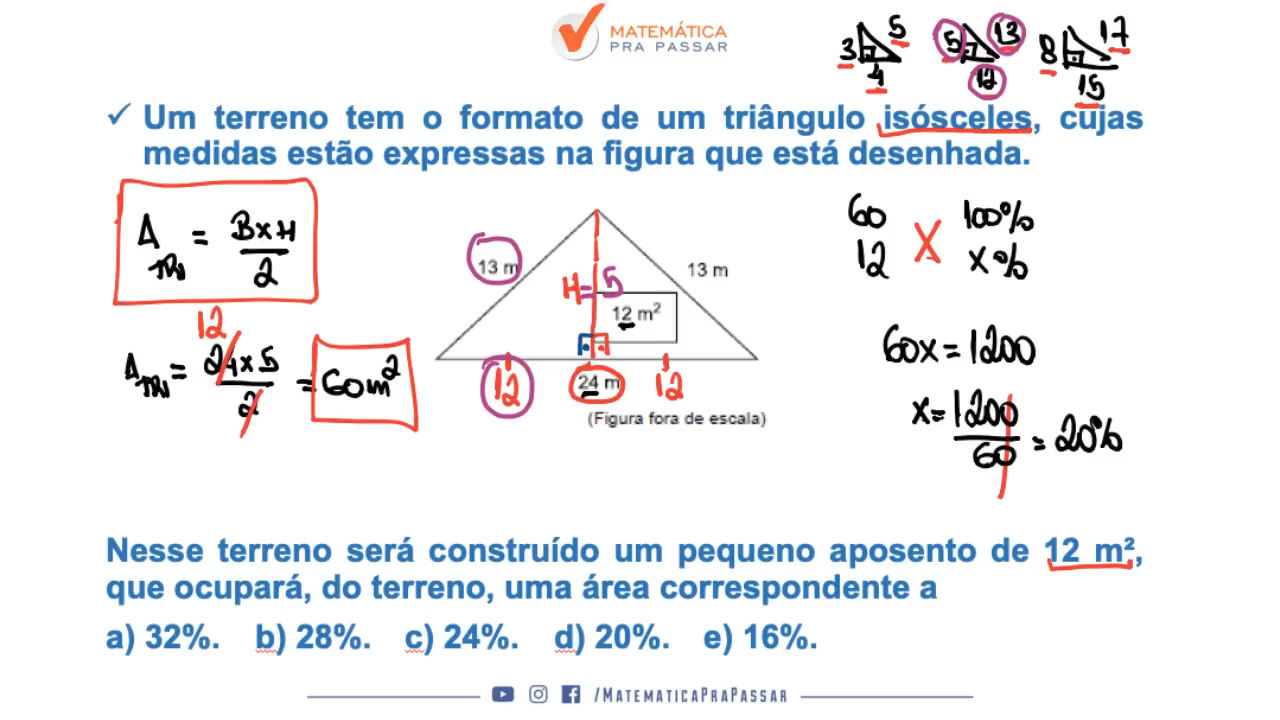 MATEMÁTICA
PRA PASSAR
3 5 4
5 13 12
8 17 15
✓ Um terreno tem o formato de um triângulo isósceles, cujas
medidas estão expressas na figura que está desenhada.
A TRI = B x H / 2
12
A TRI = 24 x 5 / 2 = 60m²
13 m
13 m
H = 5
12 m²
12
24 m
12
(Figura fora de escala)
60 100%
12 x%
60x = 1200
x = 1200 / 60 = 20%
Nesse terreno será construído um pequeno aposento de 12 m²,
que ocupará, do terreno, uma área correspondente a
a) 32%. b) 28%. c) 24%. d) 20%. e) 16%.
/MatematicaPraPassar